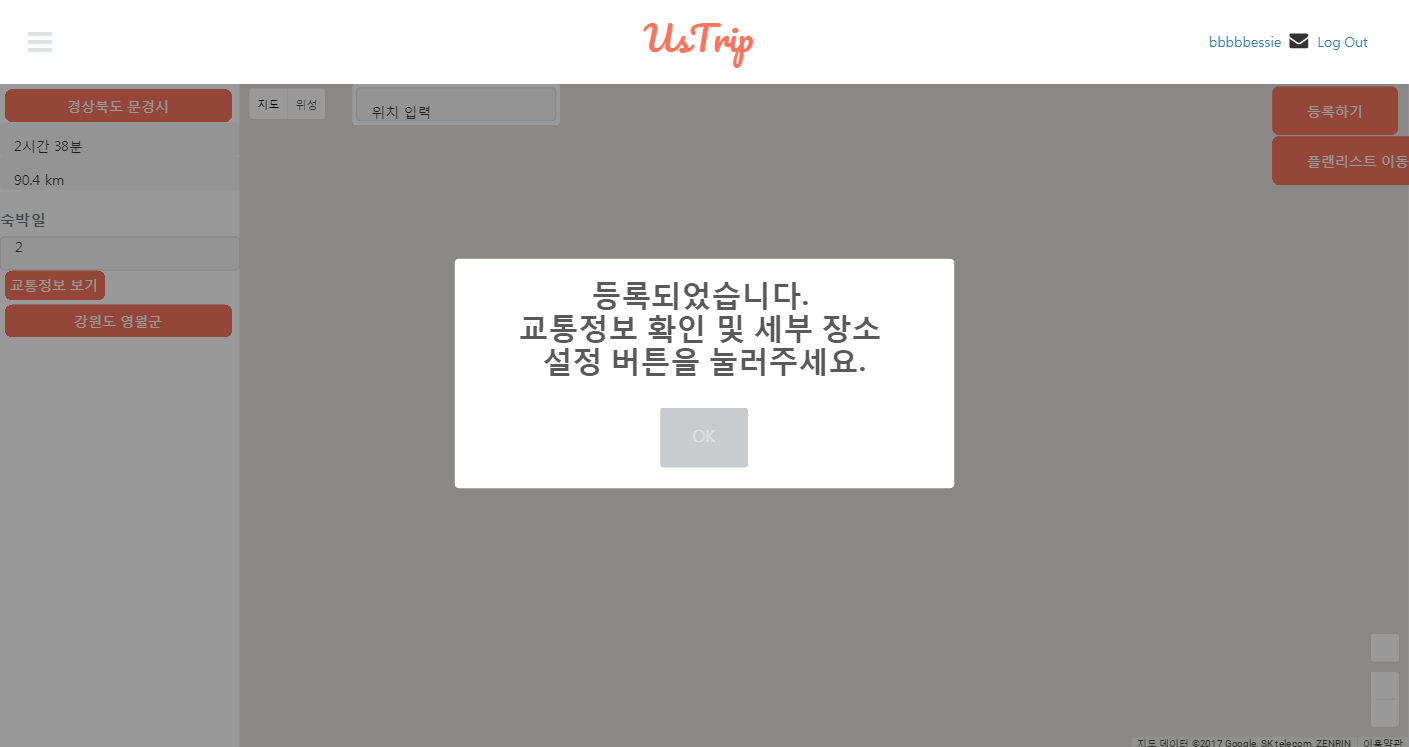 UsTrip
bbbbbessie
Log Out
경상북도 문경시
2시간 38분
90.4 km
숙박일
2
교통정보 보기
강원도 영월군
지도
위성
위치 입력
등록하기
플랜리스트 이동
등록되었습니다.
교통정보 확인 및 세부 장소
설정 버튼을 눌러주세요.
OK
지도 데이터 ©2017 Google, SK telecom, ZENRIN
이용약관